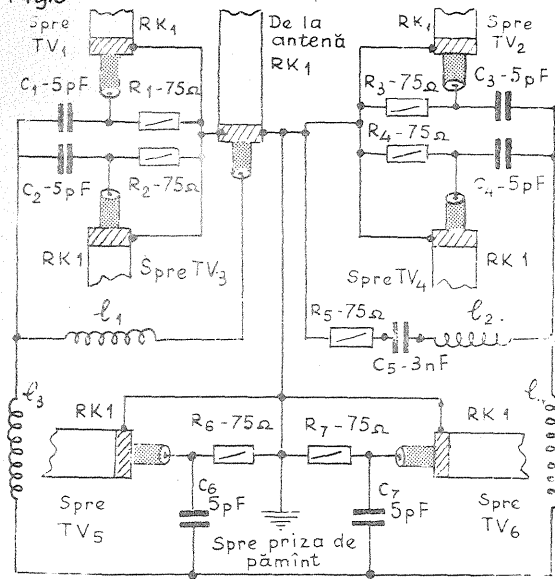 Spre
TV1
RK1
De la
antenă
RK1
RK1
Spre
TV2
C1-5pF
R1-75Ω
R3-75Ω
C3-5pF
R4-75Ω
C2-5pF
R2-75Ω
C4-5pF
RK1
Spre TV3
Spre TV4
RK1
ℓ1
R5-75Ω
ℓ2
C5-3nF
ℓ3
RK1
R6-75Ω
R7-75Ω
RK1
Spre
TV5
C6
5pF
C7
5pF
Spre
TV6
Spre priza de
pămînt